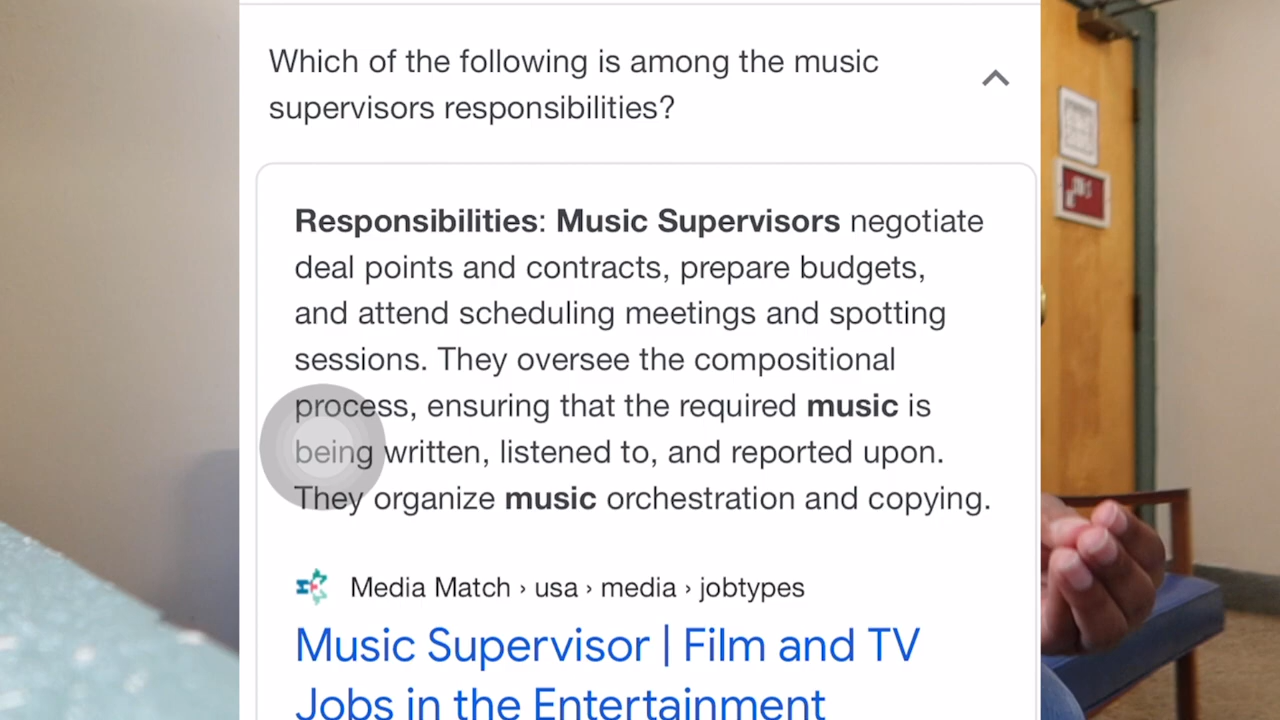 Which of the following is among the music
supervisors responsibilities?
Responsibilities: Music Supervisors negotiate
deal points and contracts, prepare budgets,
and attend scheduling meetings and spotting
sessions. They oversee the compositional
process, ensuring that the required music is
being written, listened to, and reported upon.
They organize music orchestration and copying.
Media Match › usa › media › jobtypes
Music Supervisor | Film and TV
Jobs in the Entertainment